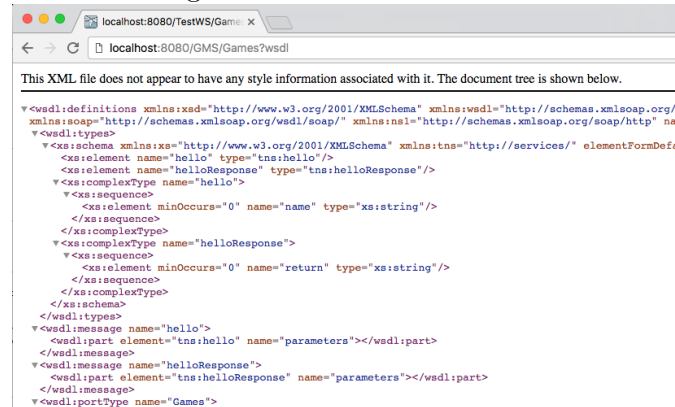 localhost:8080/TestWS/Game
localhost:8080/GMS/Games?wsdl
This XML file does not appear to have any style information associated with it. The document tree is shown below.
▼<wsdl:definitions xmlns:xsd="http://www.w3.org/2001/XMLSchema" xmlns:wsdl="http://schemas.xmlsoap.org/
xmlns:soap="http://schemas.xmlsoap.org/wsdl/soap/" xmlns:ns1="http://schemas.xmlsoap.org/soap/http" na
▼<wsdl:types>
▼<xs:schema xmlns:xs="http://www.w3.org/2001/XMLSchema" xmlns:tns="http://services/" elementFormDefa
<xs:element name="hello" type="tns:hello"/>
<xs:element name="helloResponse" type="tns:helloResponse"/>
▼<xs:complexType name="hello">
▼<xs:sequence>
<xs:element minOccurs="0" name="name" type="xs:string"/>
</xs:sequence>
</xs:complexType>
▼<xs:complexType name="helloResponse">
▼<xs:sequence>
<xs:element minOccurs="0" name="return" type="xs:string"/>
</xs:sequence>
</xs:complexType>
</xs:schema>
</wsdl:types>
▼<wsdl:message name="hello">
<wsdl:part element="tns:hello" name="parameters"></wsdl:part>
</wsdl:message>
▼<wsdl:message name="helloResponse">
<wsdl:part element="tns:helloResponse" name="parameters"></wsdl:part>
</wsdl:message>
▼<wsdl:portType name="Games">